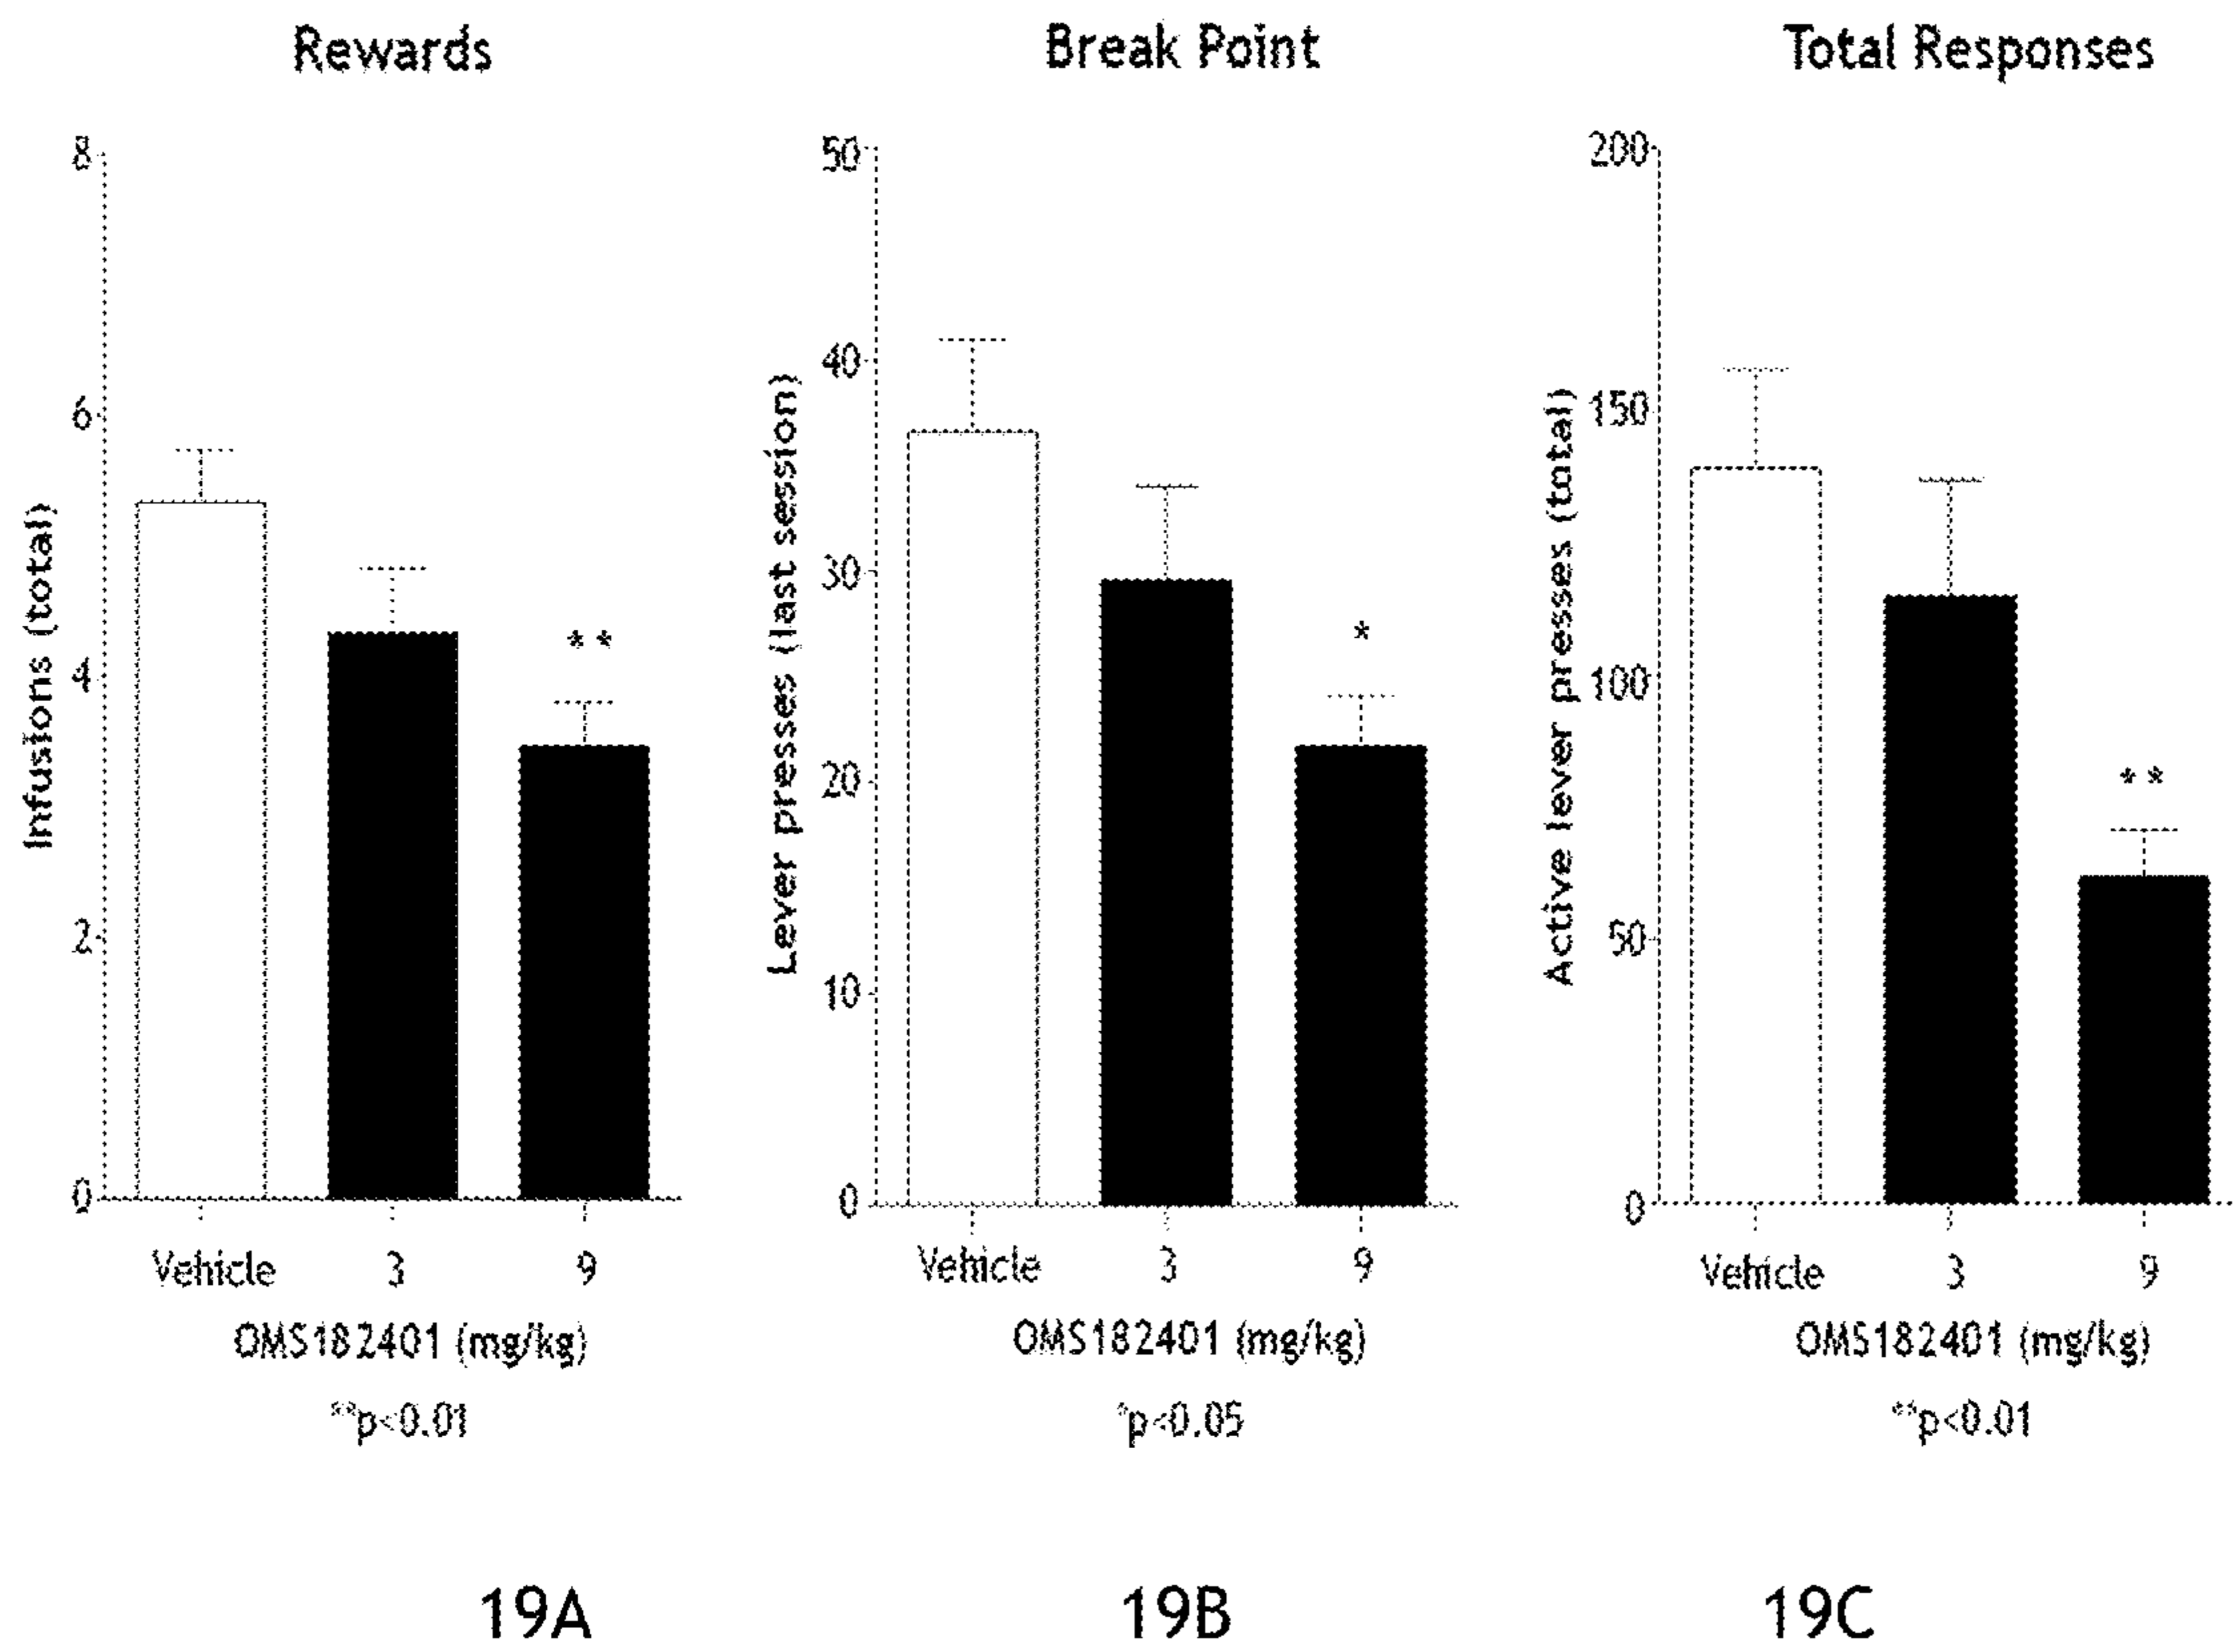 Rewards
Infusions (total)
8
6
4
2
0
**
Vehicle 3 9
OMS182401 (mg/kg)
**p<0.01
19A
Break Point
Lever presses (last session)
50
40
30
20
10
0
*
Vehicle 3 9
OMS182401 (mg/kg)
*p<0.05
19B
Total Responses
Active lever presses (total)
200
150
100
50
0
**
Vehicle 3 9
OMS182401 (mg/kg)
**p<0.01
19C